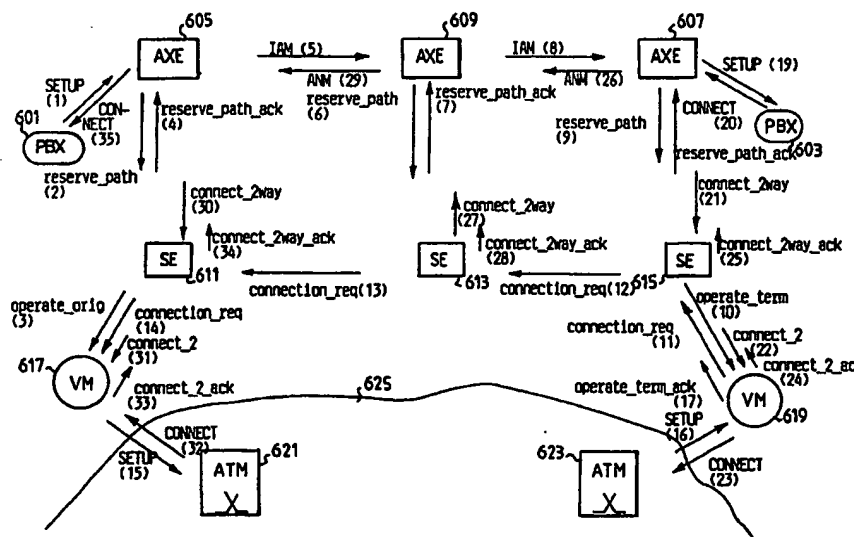 605
609
607
AXE
IAM (5)
AXE
IAM (8)
AXE
SETUP (19)
SETUP
(1)
ANM (29)
ANM (26)
CON-
NECT
(35)
reserve_path_ack
(4)
reserve_path
(6)
reserve_path_ack
(7)
CONNECT
(20)
601
PBX
PBX
603
reserve_path
(9)
reserve_path
(2)
reserve_path_ack
connect_2way
(30)
connect_2way
(21)
connect_2way
(27)
connect_2way_ack
(34)
connect_2way_ack
(28)
connect_2way_ack
(25)
SE
611
SE
613
SE
615
connection_req(13)
connection_req(12)
operate_orig
(3)
connection_req
(14)
operate_term
(10)
connect_2
(31)
connection_req
(11)
connect_2
(22)
617
VM
connect_2_ack
(33)
625
operate_term_ack
(17)
connect_2_ac
(24)
VM
619
CONNECT
(32)
SETUP
(16)
SETUP
(15)
621
ATM
X
623
ATM
X
CONNECT
(23)